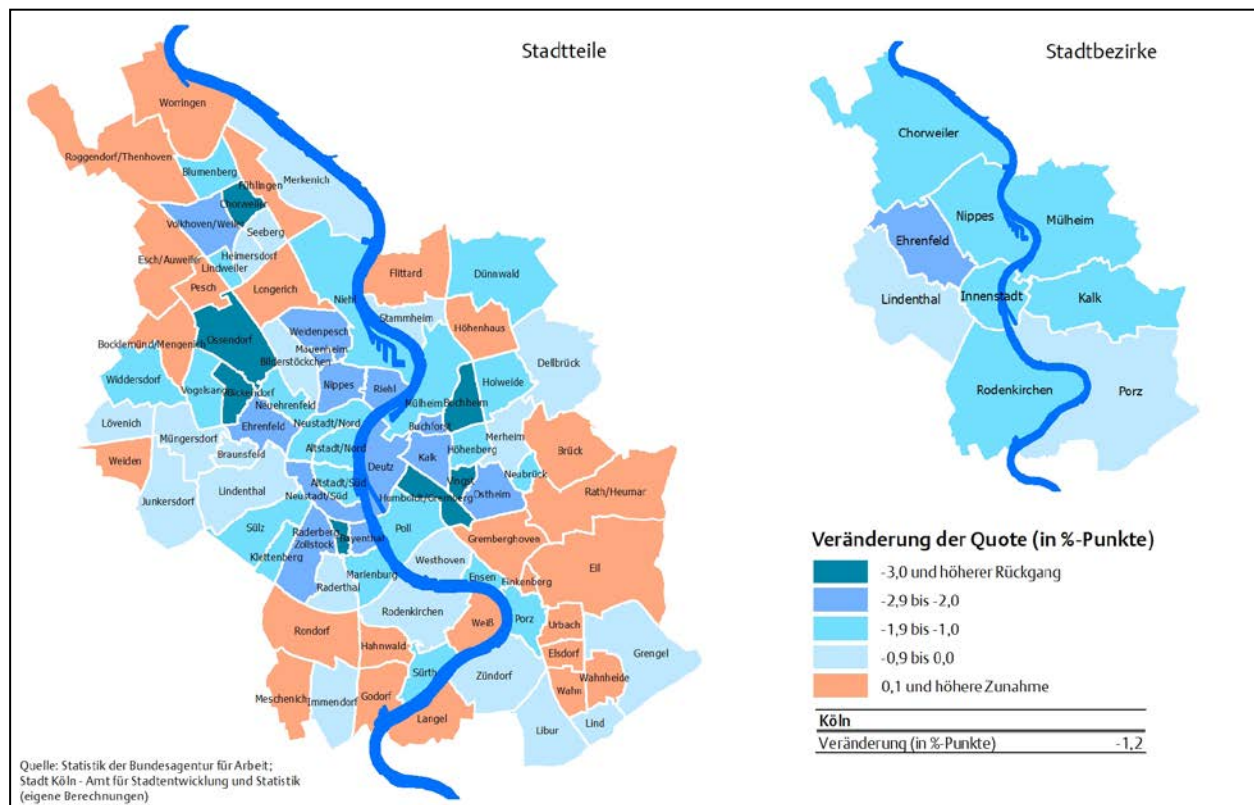 Stadtteile
Worringen
Roggendorf/Thenhoven
Blumenberg
Fühlingen
Merkenich
Chorweiler
Volkhoven/Weiler
Seeberg
Heimersdorf
Esch/Auweiler
Lindweiler
Pesch
Longerich
Niehl
Flittard
Dünnwald
Stammheim
Höhenhaus
Ossendorf
Weidenpesch
Mauenheim
Bocklemünd/Mengenich
Bilderstöckchen
Dellbrück
Widdersdorf
Vogelsang
Bickendorf
Nippes
Riehl
Holweide
Neuehrenfeld
Mülheim
Buchheim
Lövenich
Ehrenfeld
Neustadt/Nord
Buchforst
Müngersdorf
Merheim
Altstadt/Nord
Höhenberg
Brück
Weiden
Braunsfeld
Kalk
Deutz
Neubrück
Junkersdorf
Lindenthal
Altstadt/Süd
Vingst
Neustadt/Süd
Humboldt/Gremberg
Ostheim
Rath/Heumar
Sülz
Raderberg
Zollstock
Bayenthal
Poll
Gremberghoven
Klettenberg
Westhoven
Eil
Marienburg
Raderthal
Ensen
Finkenberg
Rodenkirchen
Weiß
Porz
Urbach
Rondorf
Hahnwald
Elsdorf
Grengel
Sürth
Zündorf
Wahnheide
Wahn
Meschenich
Immendorf
Godorf
Langel
Libur
Lind
Quelle: Statistik der Bundesagentur für Arbeit;
Stadt Köln - Amt für Stadtentwicklung und Statistik
(eigene Berechnungen)
Stadtbezirke
Chorweiler
Nippes
Mülheim
Ehrenfeld
Lindenthal
Innenstadt
Kalk
Rodenkirchen
Porz
Veränderung der Quote (in %-Punkte)
-3,0 und höherer Rückgang
-2,9 bis -2,0
-1,9 bis -1,0
-0,9 bis 0,0
0,1 und höhere Zunahme
Köln
Veränderung (in %-Punkte) -1,2